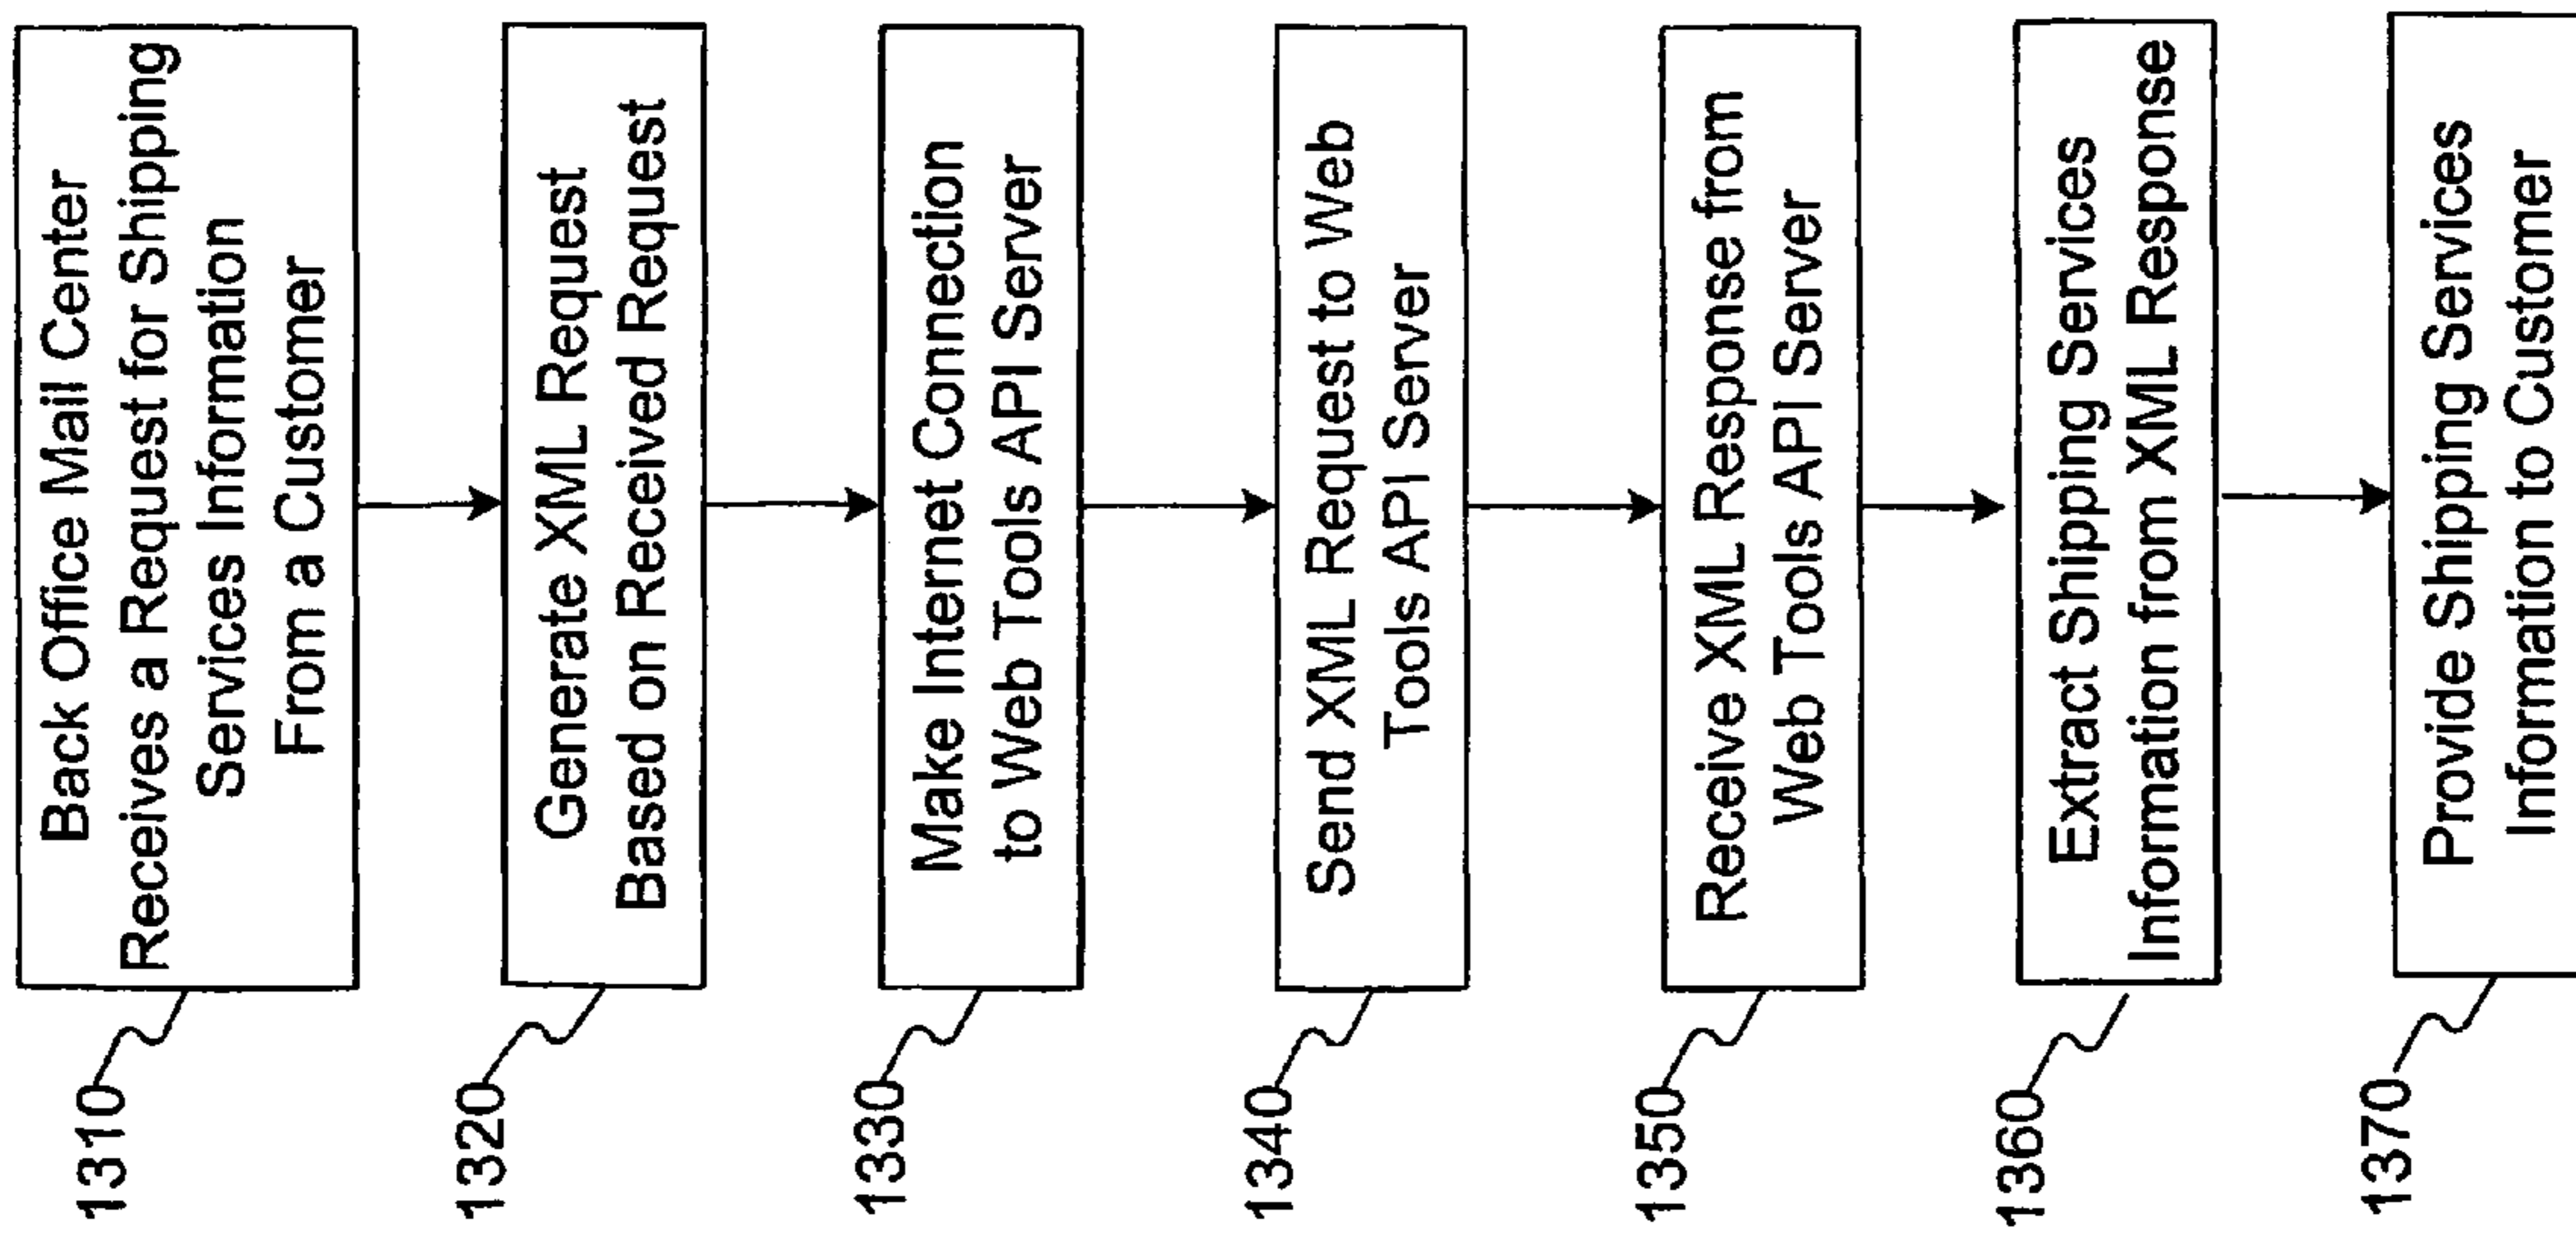 1310
Back Office Mail Center
Receives a Request for Shipping
Services Information
From a Customer
1320
Generate XML Request
Based on Received Request
1330
Make Internet Connection
to Web Tools API Server
1340
Send XML Request to Web
Tools API Server
1350
Receive XML Response from
Web Tools API Server
1360
Extract Shipping Services
Information from XML Response
1370
Provide Shipping Services
Information to Customer